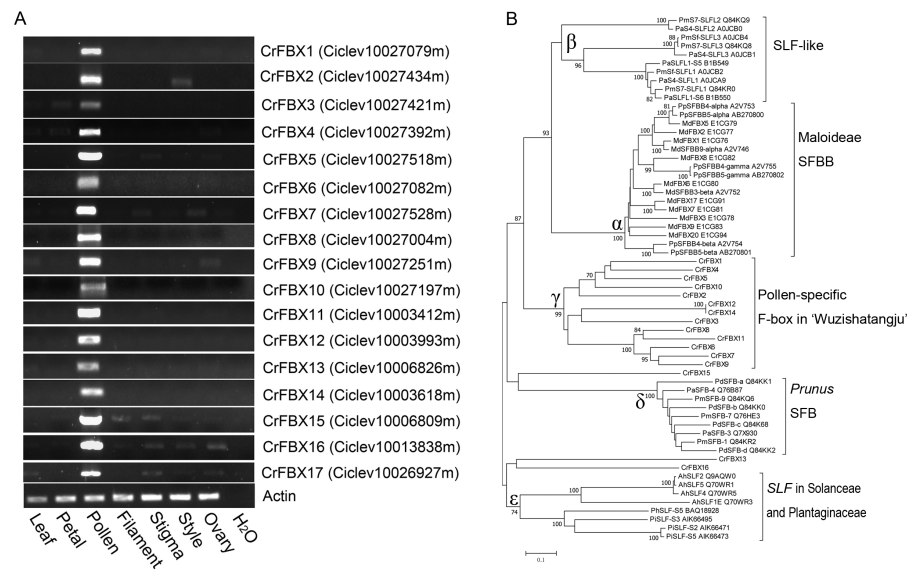 A
CrFBX1 (Ciclev10027079m)
CrFBX2 (Ciclev10027434m)
CrFBX3 (Ciclev10027421m)
CrFBX4 (Ciclev10027392m)
CrFBX5 (Ciclev10027518m)
CrFBX6 (Ciclev10027082m)
CrFBX7 (Ciclev10027528m)
CrFBX8 (Ciclev10027004m)
CrFBX9 (Ciclev10027251m)
CrFBX10 (Ciclev10027197m)
CrFBX11 (Ciclev10003412m)
CrFBX12 (Ciclev10003993m)
CrFBX13 (Ciclev10006826m)
CrFBX14 (Ciclev10003618m)
CrFBX15 (Ciclev10006809m)
CrFBX16 (Ciclev10013838m)
CrFBX17 (Ciclev10026927m)
Actin
Leaf
Petal
Pollen
Filament
Stigma
Style
Ovary
H2O
B
100 PmS7-SLFL2 Q84KQ9
PaS4-SLFL2 A0JCB0
88 PmSf-SLFL3 A0JCB4
100 PmS7-SLFL3 Q84KQ8
PaS4-SLFL3 A0JCB1
PaSLFL1-S5 B1B549
PmSf-SLFL1 A0JCB2
100 PaS4-SLFL1 A0JCA9
PmS7-SLFL1 Q84KR0
82 PaSLFL1-S6 B1B550
β
96
SLF-like
81 PpSFBB4-alpha A2V753
100 PpSFBB5-alpha AB270800
MdFBX5 E1CG79
MdFBX2 E1CG77
MdFBX1 E1CG76
100 MdSFBB9-alpha A2V746
MdFBX8 E1CG82
99 PpSFBB4-gamma A2V755
100 PpSFBB5-gamma AB270802
MdFBX6 E1CG80
100 MdSFBB3-beta A2V752
MdFBX17 E1CG91
100 MdFBX7 E1CG81
MdFBX3 E1CG78
MdFBX9 E1CG83
MdFBX20 E1CG94
PpSFBB4-beta A2V754
100 PpSFBB5-beta AB270801
93
α
100
Maloideae
SFBB
87
CrFBX1
CrFBX4
70 CrFBX5
CrFBX10
CrFBX2
100 CrFBX12
CrFBX14
CrFBX3
84 CrFBX8
CrFBX11
100 CrFBX6
95 CrFBX7
CrFBX9
γ
99
Pollen-specific
F-box in ‘Wuzishatangju’
CrFBX15
PdSFB-a Q84KK1
PaSFB-4 Q76B87
PmSFB-9 Q84KQ6
PdSFB-b Q84KK0
PmSFB-7 Q76HE3
PdSFB-c Q84K68
PaSFB-3 Q7X930
PmSFB-1 Q84KR2
PdSFB-d Q84KK2
δ
100
Prunus
SFB
CrFBX13
CrFBX16
AhSLF2 Q9AQW0
100 AhSLF5 Q70WR1
100 AhSLF4 Q70WR5
AhSLF1E Q70WR3
PhSLF-S5 BAQ18928
PiSLF-S3 AIK66495
100 PiSLF-S2 AIK66471
100 PiSLF-S5 AIK66473
ε
74
SLF in Solanceae
and Plantaginaceae
0.1